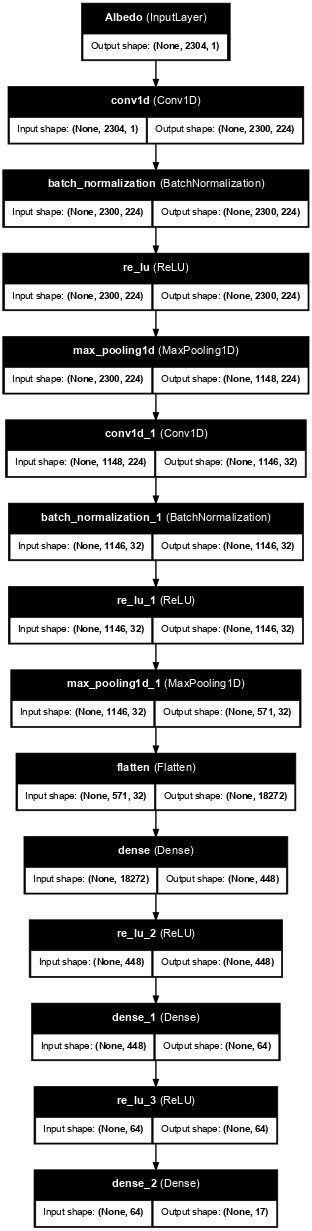 Albedo (InputLayer)
Output shape: (None, 2304, 1)
conv1d (Conv1D)
Input shape: (None, 2304, 1) Output shape: (None, 2300, 224)
batch_normalization (BatchNormalization)
Input shape: (None, 2300, 224) Output shape: (None, 2300, 224)
re_lu (ReLU)
Input shape: (None, 2300, 224) Output shape: (None, 2300, 224)
max_pooling1d (MaxPooling1D)
Input shape: (None, 2300, 224) Output shape: (None, 1148, 224)
conv1d_1 (Conv1D)
Input shape: (None, 1148, 224) Output shape: (None, 1146, 32)
batch_normalization_1 (BatchNormalization)
Input shape: (None, 1146, 32) Output shape: (None, 1146, 32)
re_lu_1 (ReLU)
Input shape: (None, 1146, 32) Output shape: (None, 1146, 32)
max_pooling1d_1 (MaxPooling1D)
Input shape: (None, 1146, 32) Output shape: (None, 571, 32)
flatten (Flatten)
Input shape: (None, 571, 32) Output shape: (None, 18272)
dense (Dense)
Input shape: (None, 18272) Output shape: (None, 448)
re_lu_2 (ReLU)
Input shape: (None, 448) Output shape: (None, 448)
dense_1 (Dense)
Input shape: (None, 448) Output shape: (None, 64)
re_lu_3 (ReLU)
Input shape: (None, 64) Output shape: (None, 64)
dense_2 (Dense)
Input shape: (None, 64) Output shape: (None, 17)